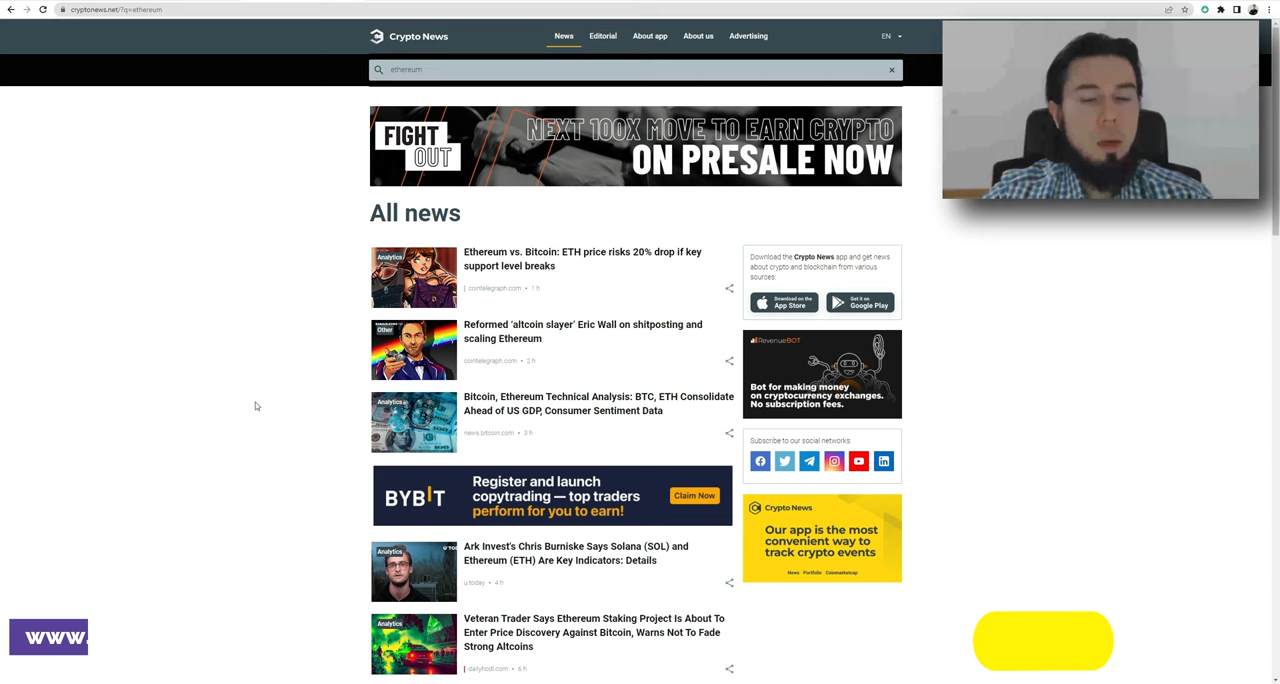 cryptonews.net/?q=ethereum
Crypto News
News
Editorial
About app
About us
Advertising
EN
ethereum
FIGHT
OUT
NEXT 100X MOVE TO EARN CRYPTO
ON PRESALE NOW
All news
Analytics
Ethereum vs. Bitcoin: ETH price risks 20% drop if key
support level breaks
cointelegraph.com • 1 h
Other
Reformed ‘altcoin slayer’ Eric Wall on shitposting and
scaling Ethereum
cointelegraph.com • 2 h
Analytics
Bitcoin, Ethereum Technical Analysis: BTC, ETH Consolidate
Ahead of US GDP, Consumer Sentiment Data
news.bitcoin.com • 3 h
BYBIT
Register and launch
copytrading — top traders
perform for you to earn!
Claim Now
Analytics
Ark Invest's Chris Burniske Says Solana (SOL) and
Ethereum (ETH) Are Key Indicators: Details
u.today • 4 h
Analytics
Veteran Trader Says Ethereum Staking Project Is About To
Enter Price Discovery Against Bitcoin, Warns Not To Fade
Strong Altcoins
dailyhodl.com • 6 h
Download the Crypto News app and get news
about crypto and blockchain from various
sources:
Download on the
App Store
Get it on
Google Play
RevenueBOT
Bot for making money
on cryptocurrency exchanges.
No subscription fees.
Subscribe to our social networks:
Crypto News
Our app is the most
convenient way to
track crypto events
News Portfolio Coinmarketcap
www.